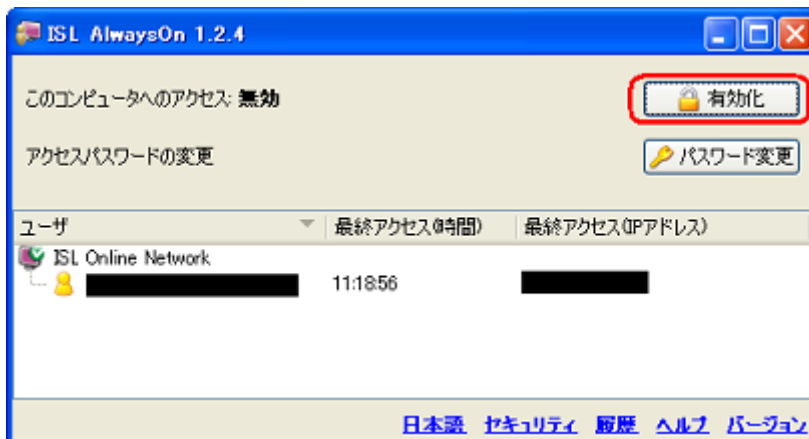 ISL AlwaysOn 1.2.4
このコンピュータへのアクセス: 無効 有効化
アクセスパスワードの変更 パスワード変更
ユーザ 最終アクセス(時間) 最終アクセス(IPアドレス)
ISL Online Network
11:18:56
日本語 セキュリティ 履歴 ヘルプ バージョン